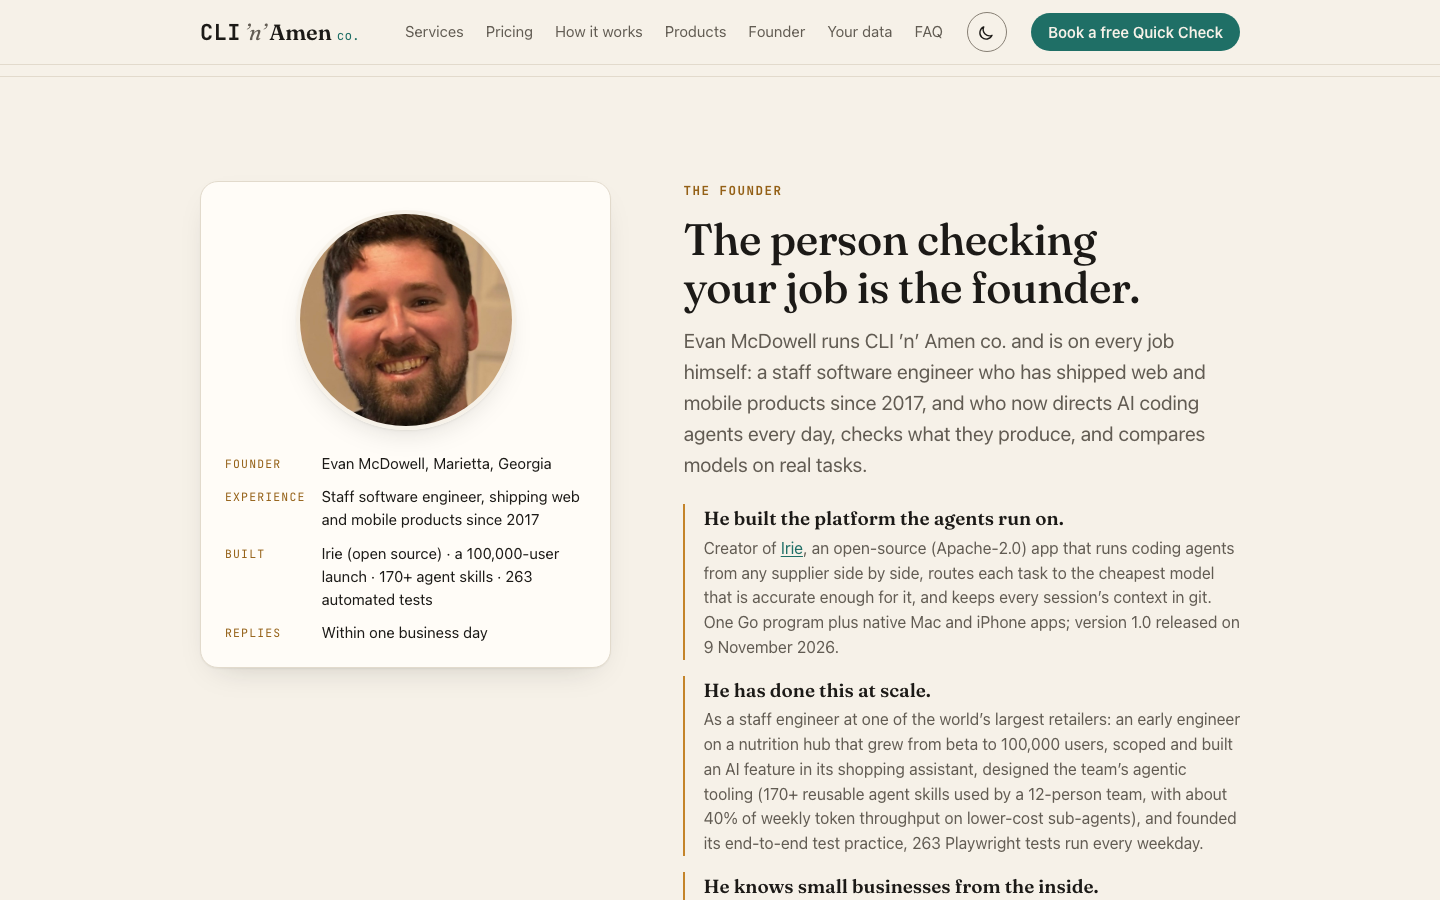 CLI ’n’ Amen co.
Services
Pricing
How it works
Products
Founder
Your data
FAQ
Book a free Quick Check
FOUNDER
Evan McDowell, Marietta, Georgia
EXPERIENCE
Staff software engineer, shipping web
and mobile products since 2017
BUILT
Irie (open source) · a 100,000-user
launch · 170+ agent skills · 263
automated tests
REPLIES
Within one business day
THE FOUNDER
The person checking
your job is the founder.
Evan McDowell runs CLI ’n’ Amen co. and is on every job
himself: a staff software engineer who has shipped web and
mobile products since 2017, and who now directs AI coding
agents every day, checks what they produce, and compares
models on real tasks.
He built the platform the agents run on.
Creator of Irie, an open-source (Apache-2.0) app that runs coding agents
from any supplier side by side, routes each task to the cheapest model
that is accurate enough for it, and keeps every session’s context in git.
One Go program plus native Mac and iPhone apps; version 1.0 released on
9 November 2026.
He has done this at scale.
As a staff engineer at one of the world’s largest retailers: an early engineer
on a nutrition hub that grew from beta to 100,000 users, scoped and built
an AI feature in its shopping assistant, designed the team’s agentic
tooling (170+ reusable agent skills used by a 12-person team, with about
40% of weekly token throughput on lower-cost sub-agents), and founded
its end-to-end test practice, 263 Playwright tests run every weekday.
He knows small businesses from the inside.